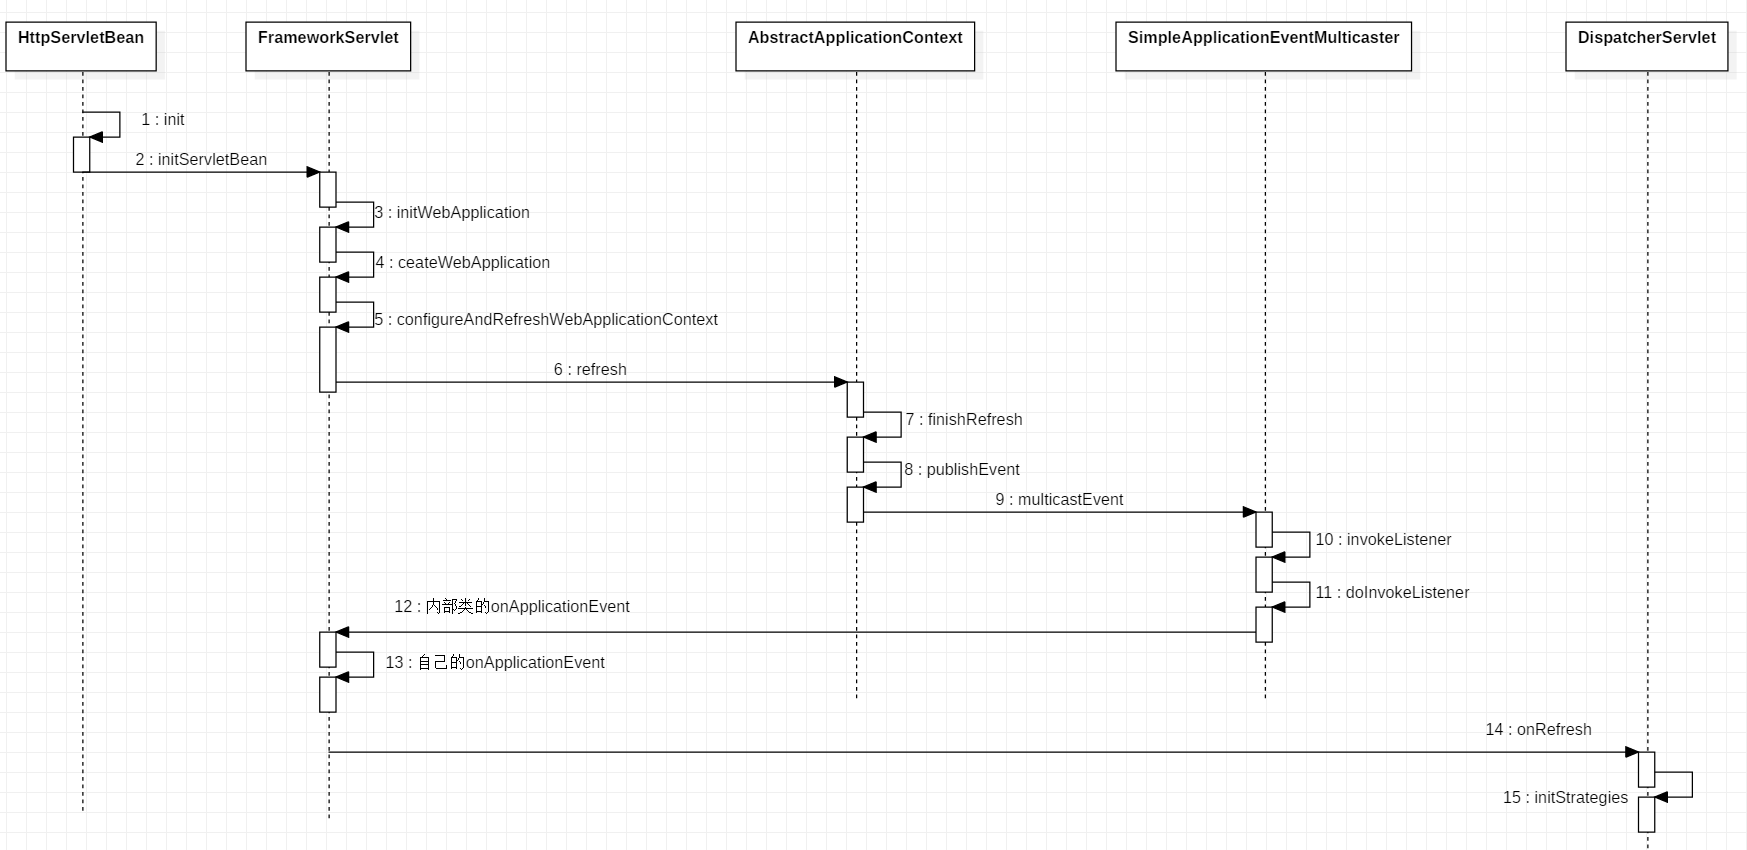 HttpServletBean
FrameworkServlet
AbstractApplicationContext
SimpleApplicationEventMulticaster
DispatcherServlet
1 : init
2 : initServletBean
3 : initWebApplication
4 : ceateWebApplication
5 : configureAndRefreshWebApplicationContext
6 : refresh
7 : finishRefresh
8 : publishEvent
9 : multicastEvent
10 : invokeListener
11 : doInvokeListener
12 : 内部类的onApplicationEvent
13 : 自己的onApplicationEvent
14 : onRefresh
15 : initStrategies